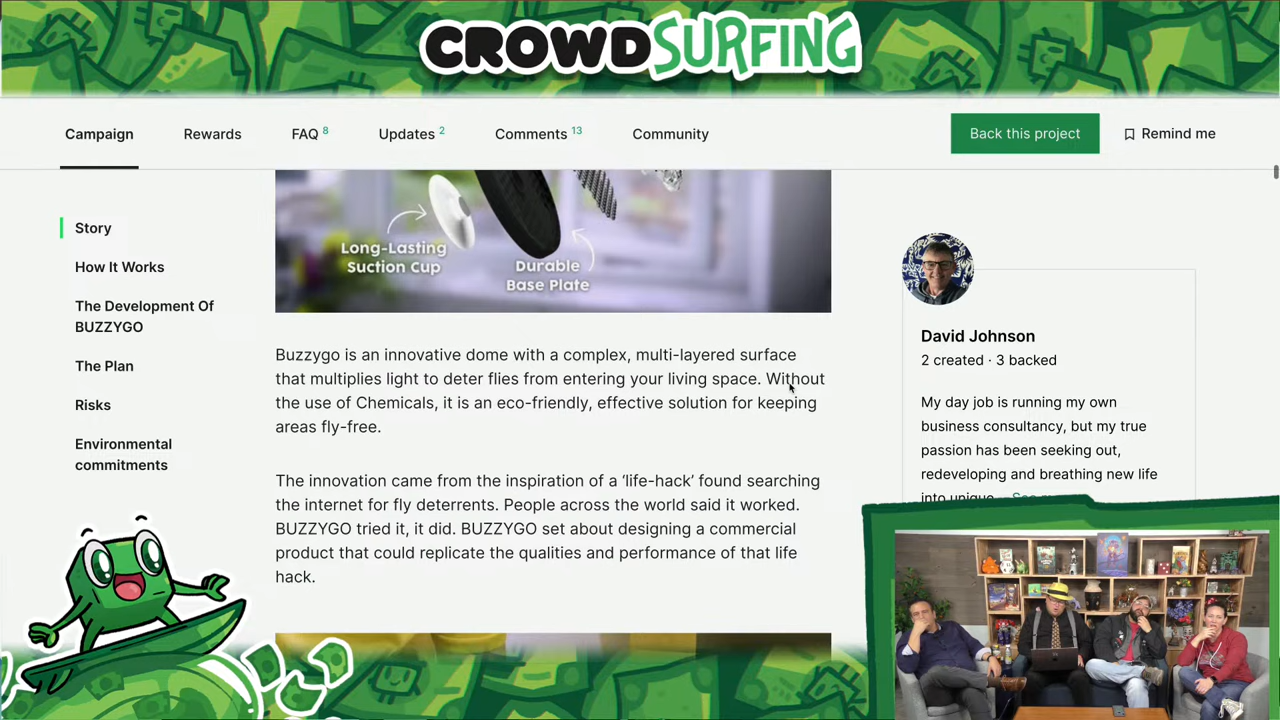 CROWDSURFING
Campaign
Rewards
FAQ 8
Updates 2
Comments 13
Community
Back this project
Remind me
Story
How It Works
The Development Of
BUZZYGO
The Plan
Risks
Environmental
commitments
Long-Lasting
Suction Cup
Durable
Base Plate
Buzzygo is an innovative dome with a complex, multi-layered surface
that multiplies light to deter flies from entering your living space. Without
the use of Chemicals, it is an eco-friendly, effective solution for keeping
areas fly-free.
The innovation came from the inspiration of a ‘life-hack’ found searching
the internet for fly deterrents. People across the world said it worked.
BUZZYGO tried it, it did. BUZZYGO set about designing a commercial
product that could replicate the qualities and performance of that life
hack.
David Johnson
2 created · 3 backed
My day job is running my own
business consultancy, but my true
passion has been seeking out,
redeveloping and breathing new life
into unique